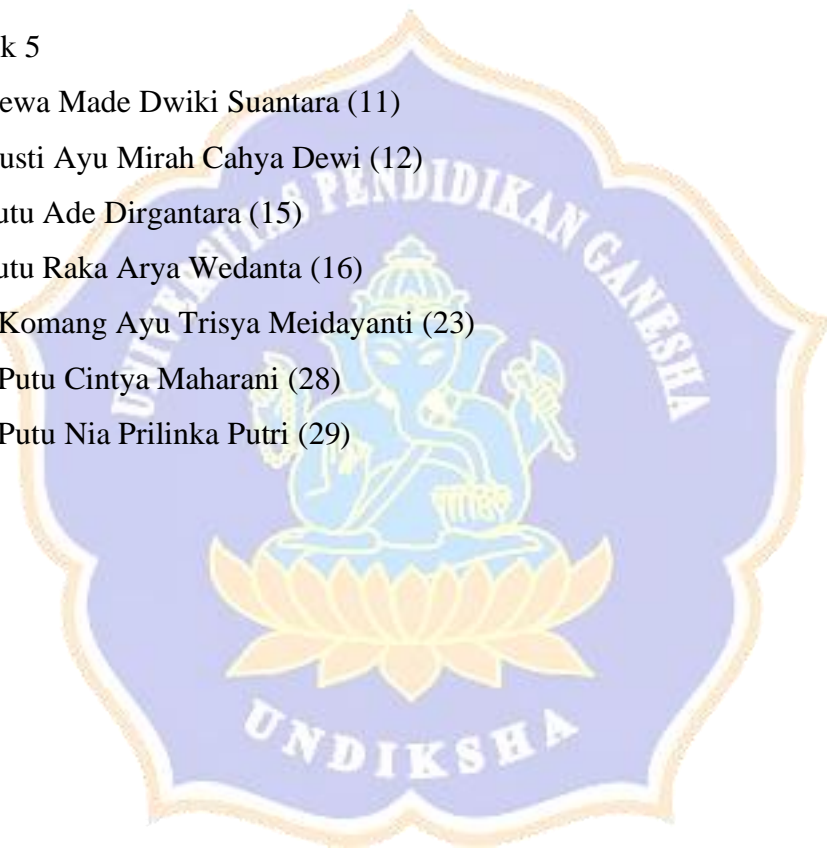 k 5
ewa Made Dwiki Suantara (11)
usti Ayu Mirah Cahya Dewi (12)
utu Ade Dirgantara (15)
utu Raka Arya Wedanta (16)
Komang Ayu Trisya Meidayanti (23)
Putu Cintya Maharani (28)
Putu Nia Prilinka Putri (29)
UNIVERSITAS PENDIDIKAN GANESHA
UNDIKSHA